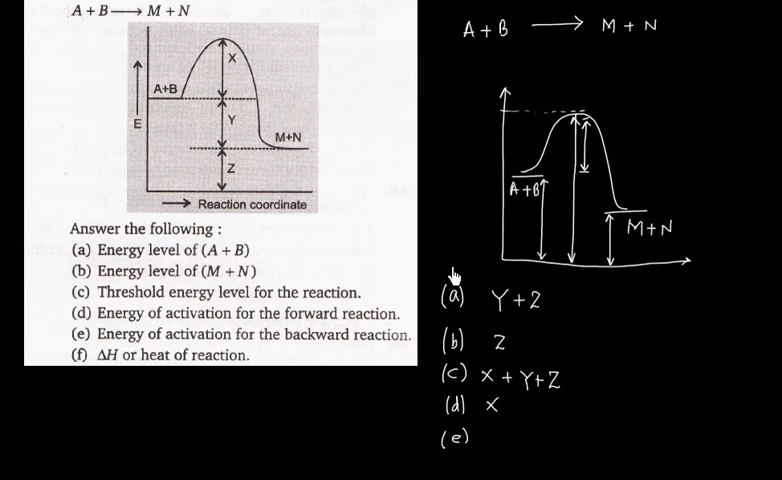 A + B ⟶ M + N
X
A+B
Y
E
M+N
Z
⟶ Reaction coordinate
Answer the following :
(a) Energy level of (A + B)
(b) Energy level of (M + N)
(c) Threshold energy level for the reaction.
(d) Energy of activation for the forward reaction.
(e) Energy of activation for the backward reaction.
(f) ΔH or heat of reaction.
A + B ⟶ M + N
A+B
M+N
(a) Y+Z
(b) Z
(c) X + Y+Z
(d) X
(e)